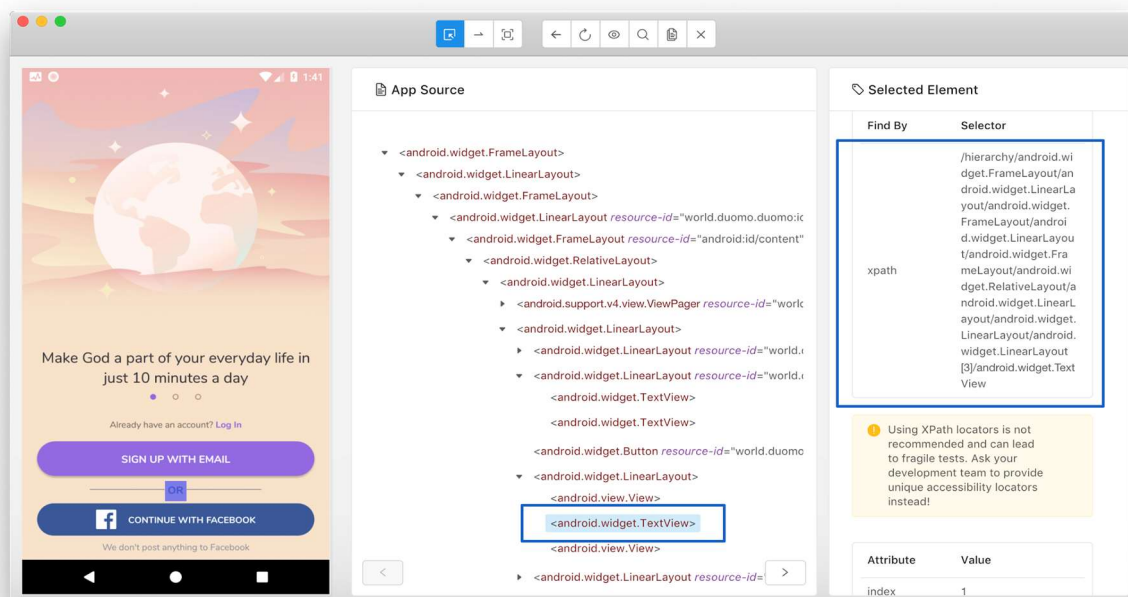 1:41
Make God a part of your everyday life in
just 10 minutes a day
Already have an account? Log In
SIGN UP WITH EMAIL
OR
CONTINUE WITH FACEBOOK
We don't post anything to Facebook
App Source
<android.widget.FrameLayout>
<android.widget.LinearLayout>
<android.widget.FrameLayout>
<android.widget.LinearLayout resource-id="world.duomo.duomo:ic
<android.widget.FrameLayout resource-id="android:id/content"
<android.widget.RelativeLayout>
<android.widget.LinearLayout>
<android.support.v4.view.ViewPager resource-id="world
<android.widget.LinearLayout>
<android.widget.LinearLayout resource-id="world.
<android.widget.LinearLayout resource-id="world.
<android.widget.TextView>
<android.widget.TextView>
<android.widget.Button resource-id="world.duomo
<android.widget.LinearLayout>
<android.view.View>
<android.widget.TextView>
<android.view.View>
<android.widget.LinearLayout resource-id=
Selected Element
Find By Selector
xpath
/hierarchy/android.wi
dget.FrameLayout/an
droid.widget.LinearLa
yout/android.widget.
FrameLayout/androi
d.widget.LinearLayou
t/android.widget.Fra
meLayout/android.wi
dget.RelativeLayout/a
ndroid.widget.LinearL
ayout/android.widget.
LinearLayout/android.
widget.LinearLayout
[3]/android.widget.Text
View
Using XPath locators is not
recommended and can lead
to fragile tests. Ask your
development team to provide
unique accessibility locators
instead!
Attribute Value
index 1